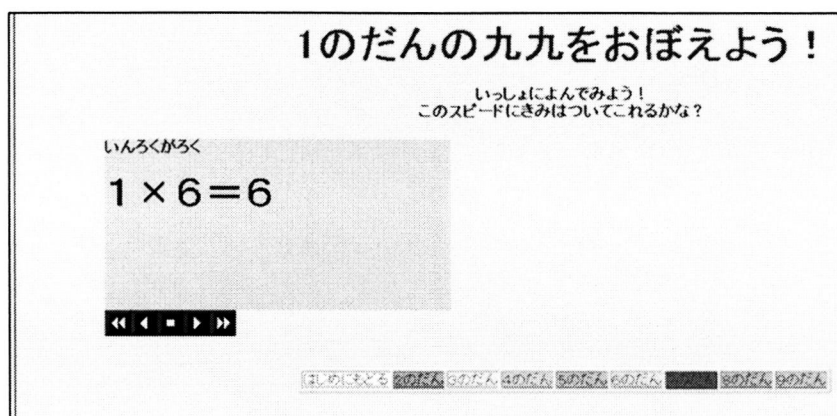 1のだんの九九をおぼえよう！
いっしょによんでみよう！
このスピードにきみはついてこれるかな？
いんろくがろく
1×6＝6
はじめにもどる 2のだん 3のだん 4のだん 5のだん 6のだん 8のだん 9のだん